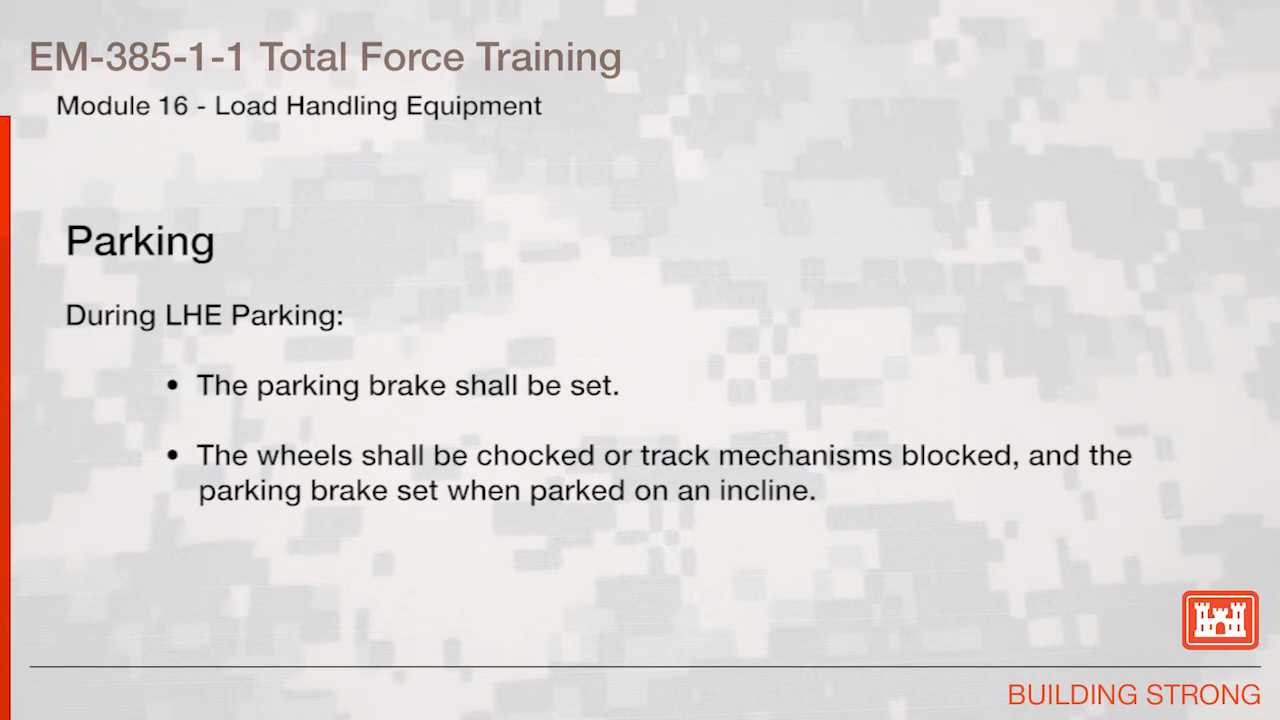 EM-385-1-1 Total Force Training
Module 16 - Load Handling Equipment
Parking
During LHE Parking:
• The parking brake shall be set.
• The wheels shall be chocked or track mechanisms blocked, and the
parking brake set when parked on an incline.
BUILDING STRONG